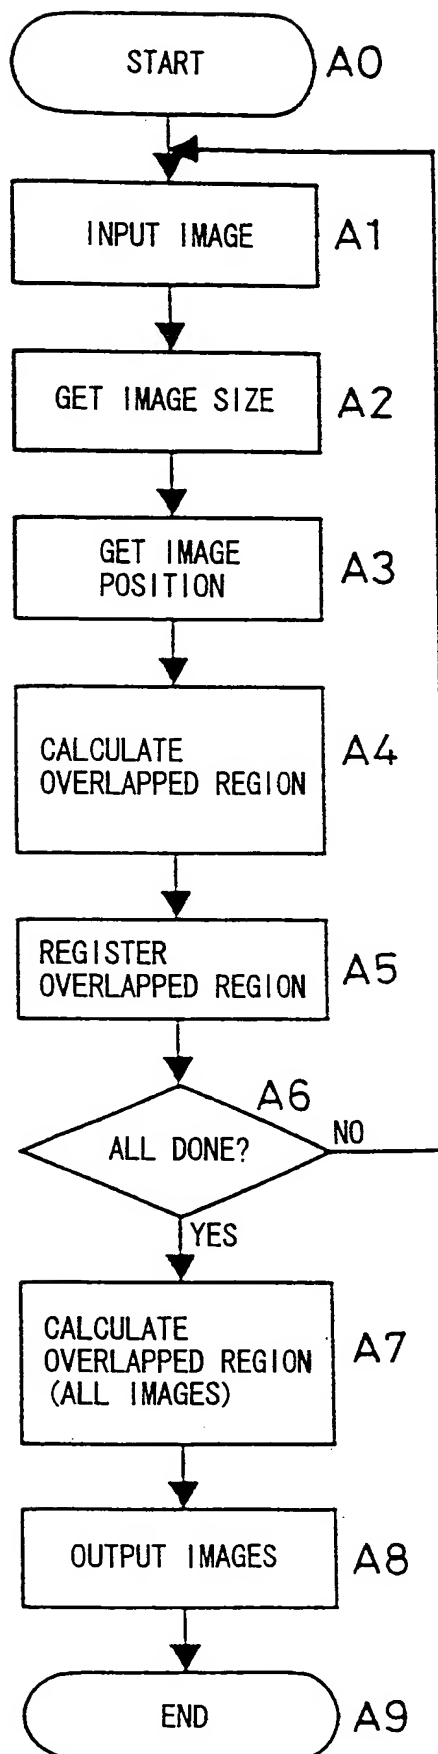 START A0
INPUT IMAGE A1
GET IMAGE SIZE A2
GET IMAGE
POSITION A3
CALCULATE
OVERLAPPED REGION A4
REGISTER
OVERLAPPED REGION A5
A6
ALL DONE? NO
YES
CALCULATE
OVERLAPPED REGION
(ALL IMAGES) A7
OUTPUT IMAGES A8
END A9